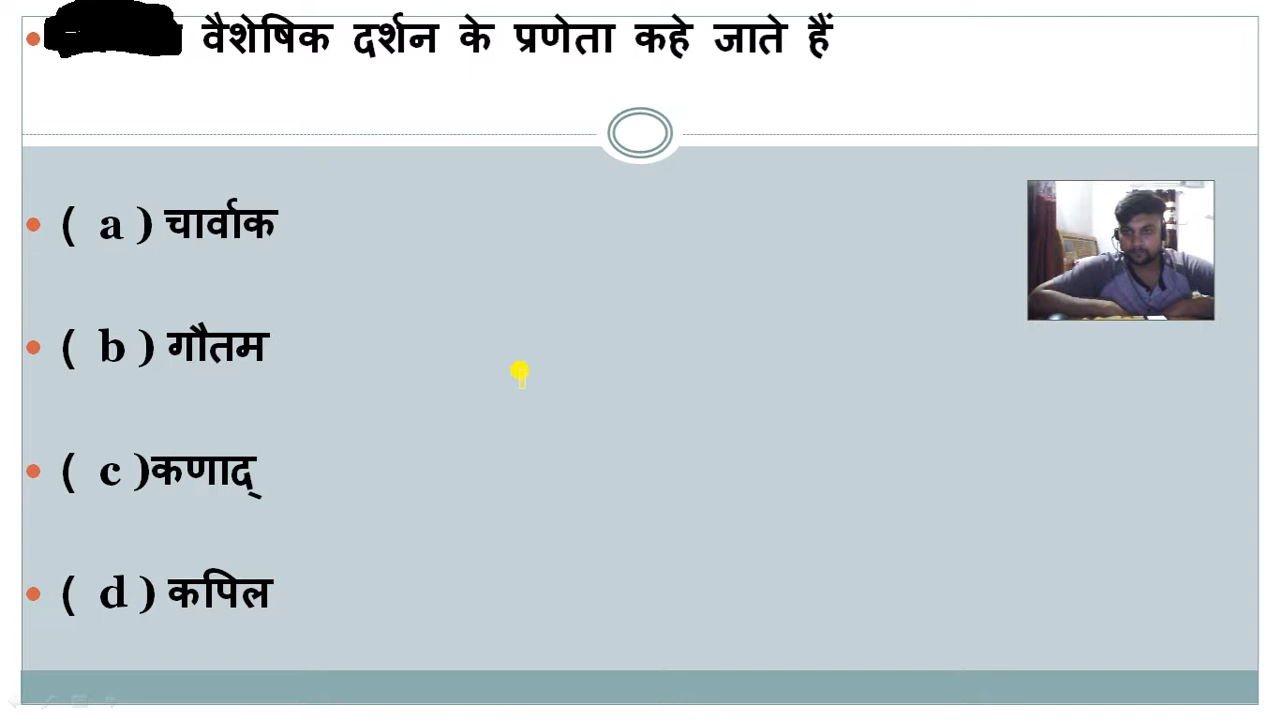 वैशेषिक दर्शन के प्रणेता कहे जाते हैं
( a ) चार्वाक
( b ) गौतम
( c )कणाद्
( d ) कपिल